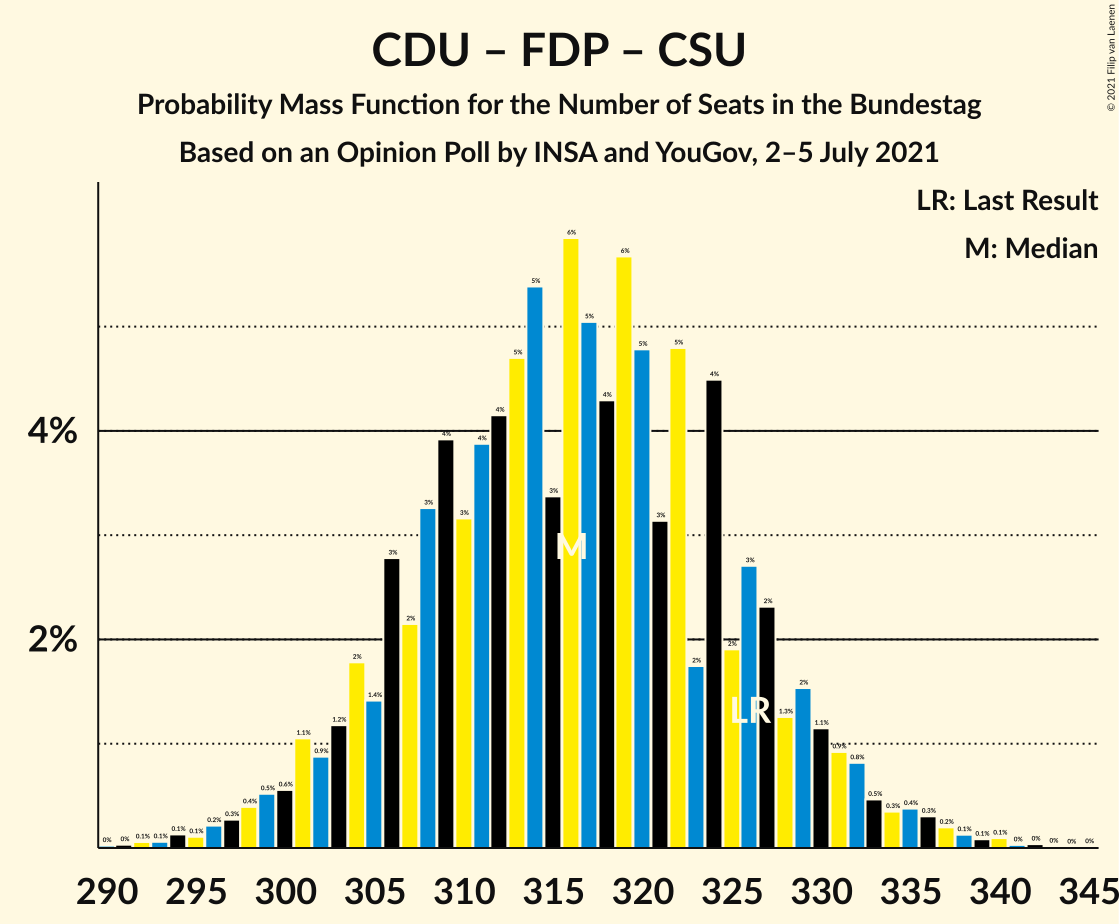 CDU – FDP – CSU
Probability Mass Function for the Number of Seats in the Bundestag
Based on an Opinion Poll by INSA and YouGov, 2–5 July 2021
© 2021 Filip van Laenen
LR: Last Result
M: Median
4%
2%
0% 0% 0.1% 0.1% 0.1% 0.1% 0.2% 0.3% 0.4% 0.5% 0.6% 1.1% 0.9% 1.2% 2% 1.4% 3% 2% 3% 4% 3% 4% 4% 5% 5% 3% 6% 5% 4% 6% 5% 3% 5% 2% 4% 2% 3% 2% 1.3% 2% 1.1% 0.9% 0.8% 0.5% 0.3% 0.4% 0.3% 0.2% 0.1% 0.1% 0.1% 0% 0% 0% 0% 0%
M
LR
290 295 300 305 310 315 320 325 330 335 340 345